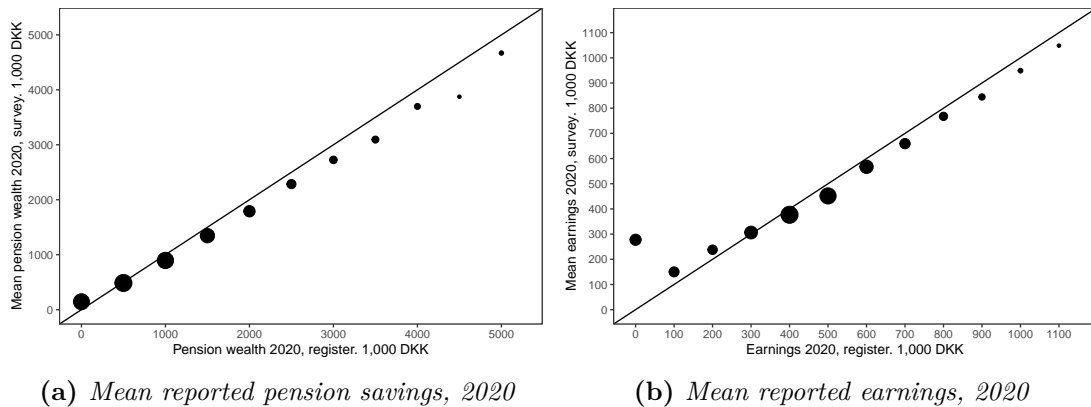 Mean pension wealth 2020, survey. 1,000 DKK
5000
4000
3000
2000
1000
0
0 1000 2000 3000 4000 5000
Pension wealth 2020, register. 1,000 DKK
(a) Mean reported pension savings, 2020
Mean earnings 2020, survey. 1,000 DKK
1100
1000
900
800
700
600
500
400
300
200
100
0
0 100 200 300 400 500 600 700 800 900 1000 1100
Earnings 2020, register. 1,000 DKK
(b) Mean reported earnings, 2020